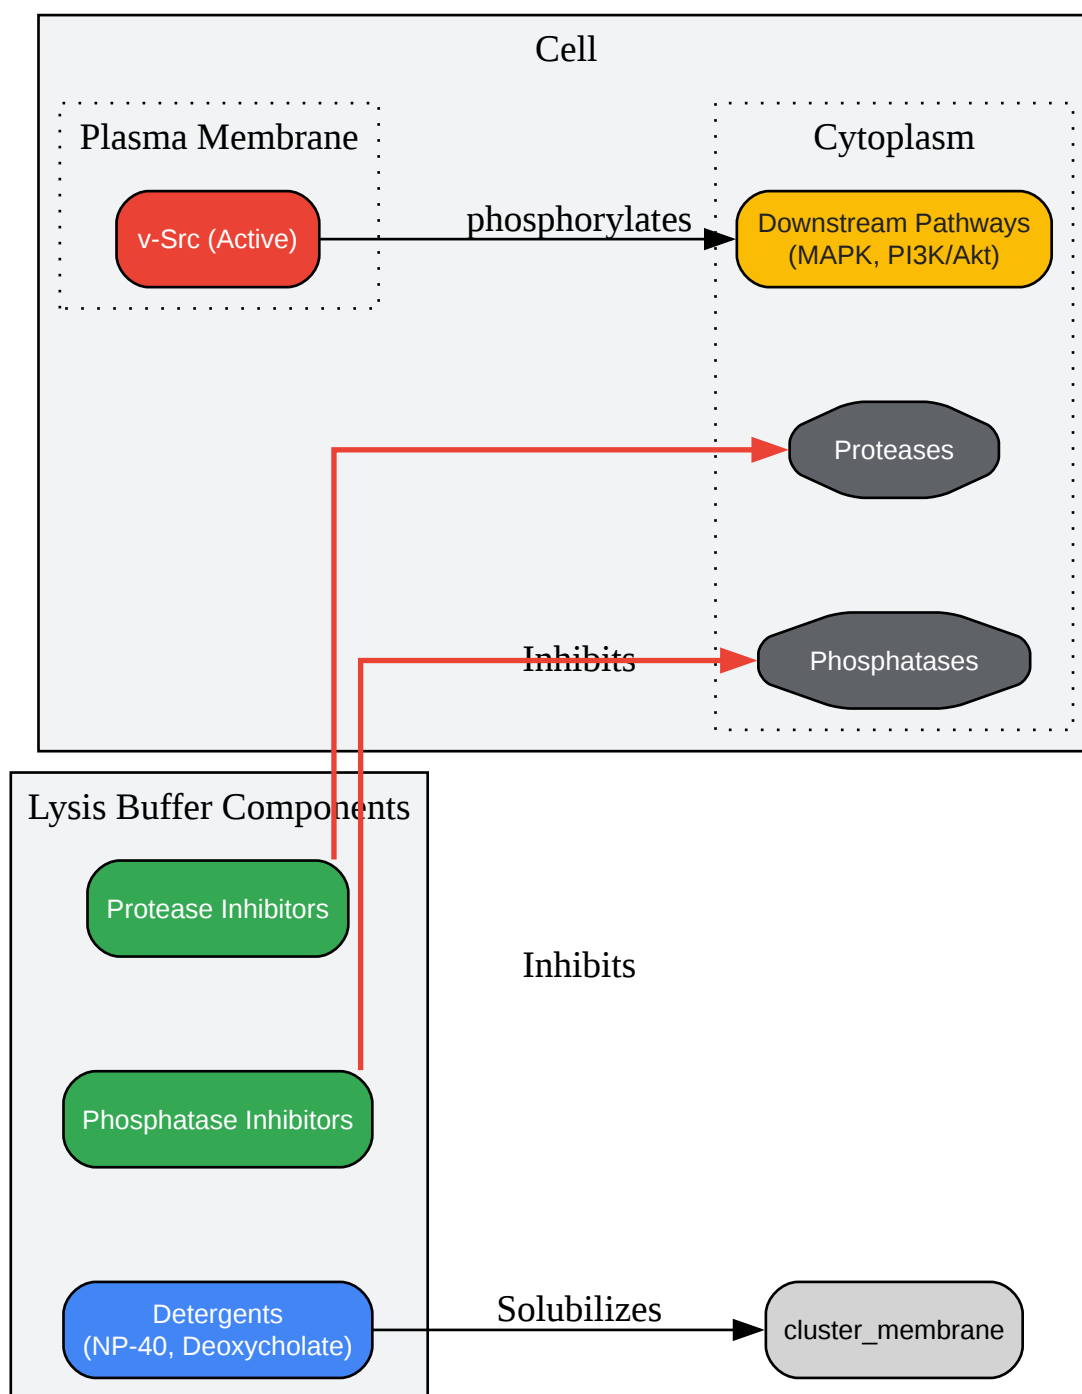 Cell
Plasma Membrane
Cytoplasm
v-Src (Active)
phosphorylates
Downstream Pathways
(MAPK, PI3K/Akt)
Proteases
Inhibits
Phosphatases
Lysis Buffer Components
Protease Inhibitors
Inhibits
Phosphatase Inhibitors
Detergents
(NP-40, Deoxycholate)
Solubilizes
cluster_membrane